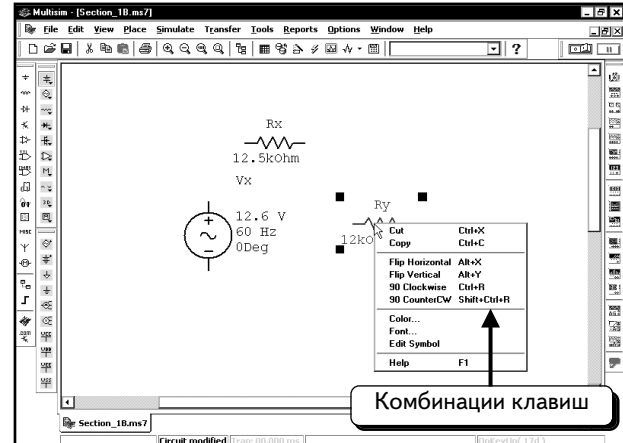 Multisim - [Section_1B.ms7]
File Edit View Place Simulate Transfer Tools Reports Options Window Help
Rx
12.5kOhm
Vx
12.6 V
60 Hz
0Deg
Ry
12kO
Cut Ctrl+X
Copy Ctrl+C
Flip Horizontal Alt+X
Flip Vertical Alt+Y
90 Clockwise Ctrl+R
90 CounterCW Shift+Ctrl+R
Color...
Font...
Edit Symbol
Help F1
Комбинации клавиш
Section_1B.ms7
Circuit modified